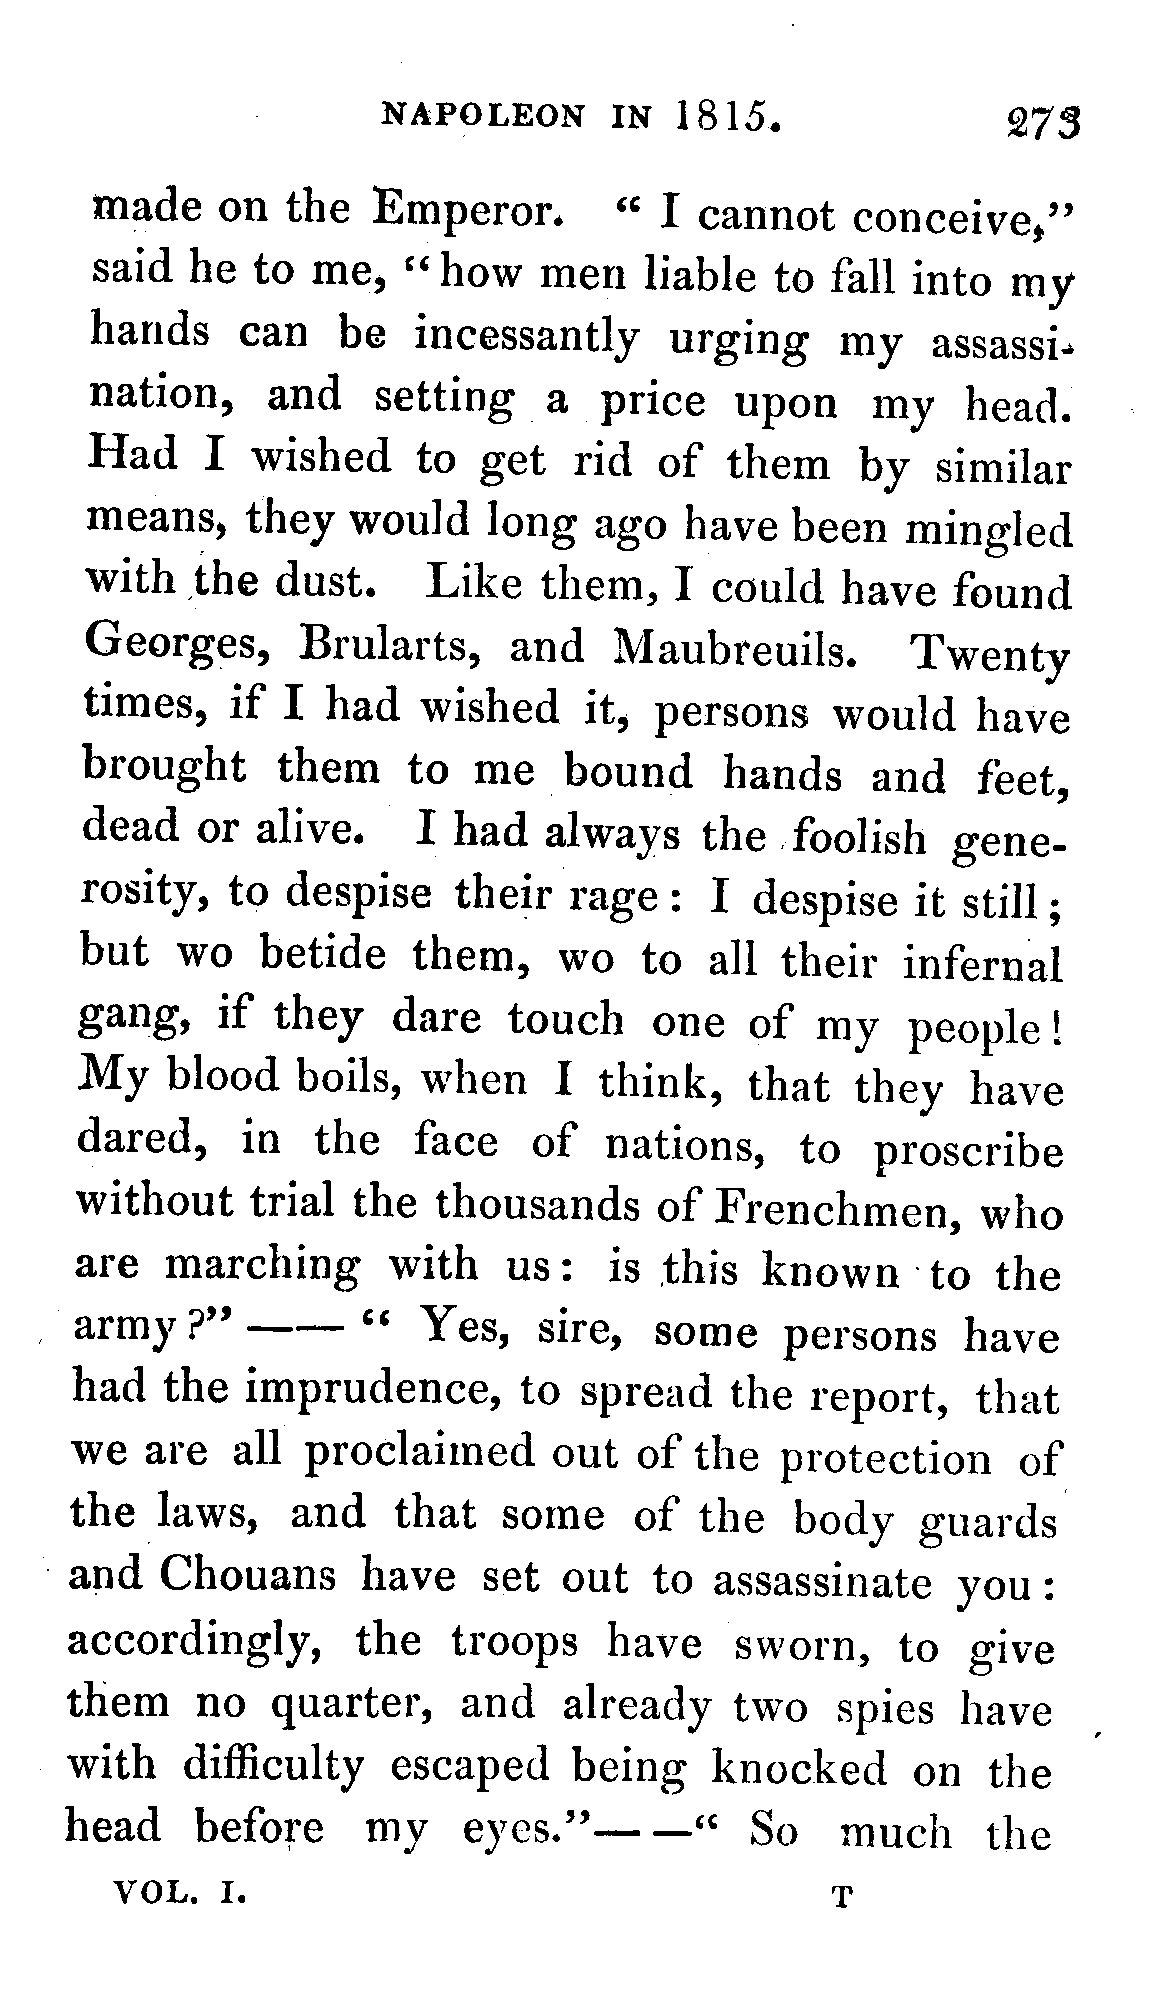 NAPOLEON IN 1815. 273
made on the Emperor. “ I cannot conceive,”
said he to me, “ how men liable to fall into my
hands can be incessantly urging my assassi-
nation, and setting a price upon my head.
Had I wished to get rid of them by similar
means, they would long ago have been mingled
with the dust. Like them, I could have found
Georges, Brularts, and Maubreuils. Twenty
times, if I had wished it, persons would have
brought them to me bound hands and feet,
dead or alive. I had always the foolish gene-
rosity, to despise their rage : I despise it still ;
but wo betide them, wo to all their infernal
gang, if they dare touch one of my people !
My blood boils, when I think, that they have
dared, in the face of nations, to proscribe
without trial the thousands of Frenchmen, who
are marching with us : is this known to the
army ?” —— “ Yes, sire, some persons have
had the imprudence, to spread the report, that
we are all proclaimed out of the protection of
the laws, and that some of the body guards
and Chouans have set out to assassinate you :
accordingly, the troops have sworn, to give
them no quarter, and already two spies have
with difficulty escaped being knocked on the
head before my eyes.”— —“ So much the
VOL. I. T